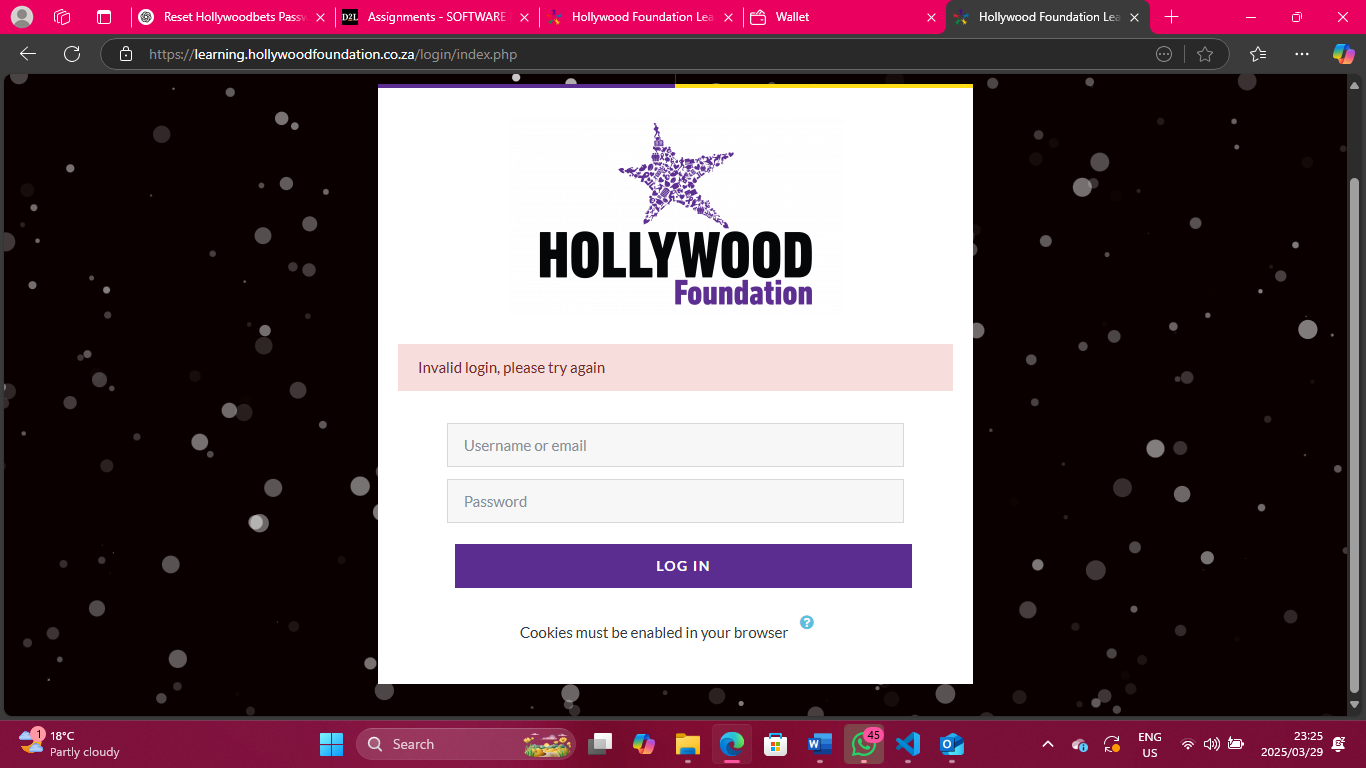 Reset Hollywoodbets Passw
D2L
Assignments - SOFTWARE
Hollywood Foundation Lea
Wallet
Hollywood Foundation Lea
https://learning.hollywoodfoundation.co.za/login/index.php
HOLLYWOOD
Foundation
Invalid login, please try again
Username or email
Password
LOG IN
Cookies must be enabled in your browser
?
1
18°C
Partly cloudy
Search
45
ENG
US
23:25
2025/03/29